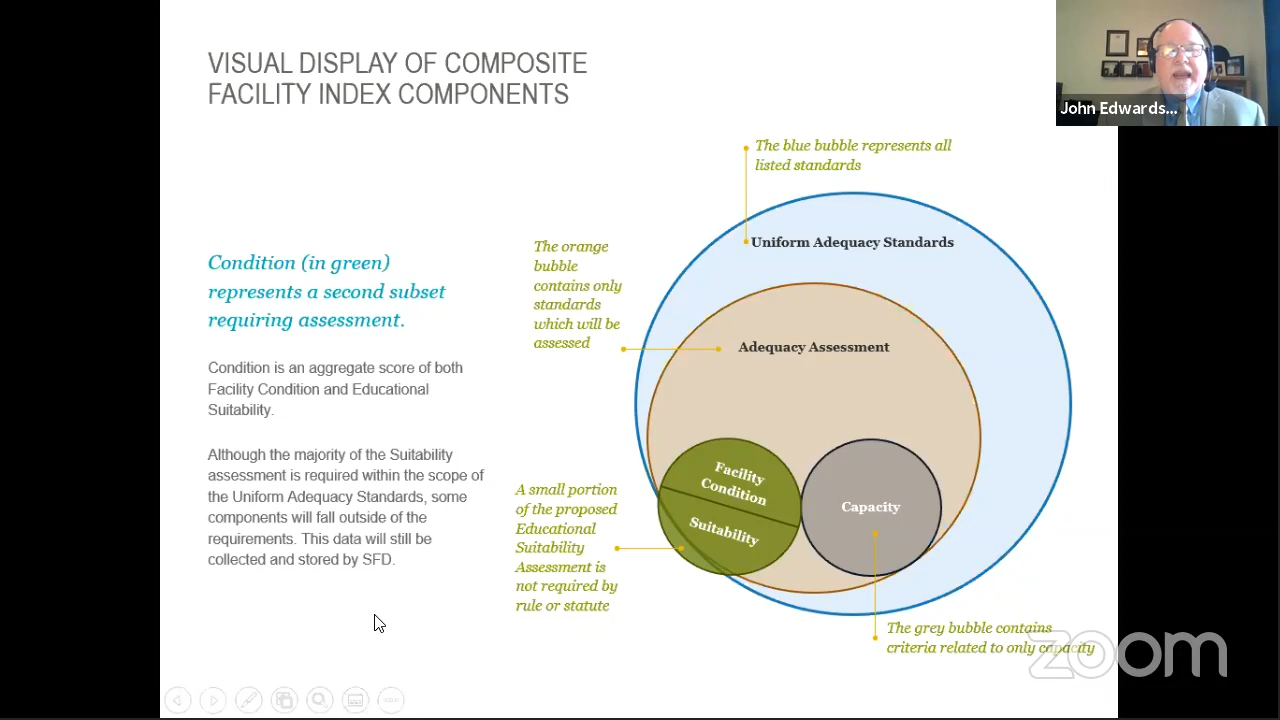 VISUAL DISPLAY OF COMPOSITE
FACILITY INDEX COMPONENTS
John Edwards...
The blue bubble represents all
listed standards
Uniform Adequacy Standards
The orange
bubble
contains only
standards
which will be
assessed
Adequacy Assessment
Condition (in green)
represents a second subset
requiring assessment.
Condition is an aggregate score of both
Facility Condition and Educational
Suitability.
Although the majority of the Suitability
assessment is required within the scope of
the Uniform Adequacy Standards, some
components will fall outside of the
requirements. This data will still be
collected and stored by SFD.
Facility
Condition
Suitability
Capacity
A small portion
of the proposed
Educational
Suitability
Assessment is
not required by
rule or statute
The grey bubble contains
criteria related to only capacity
zoom